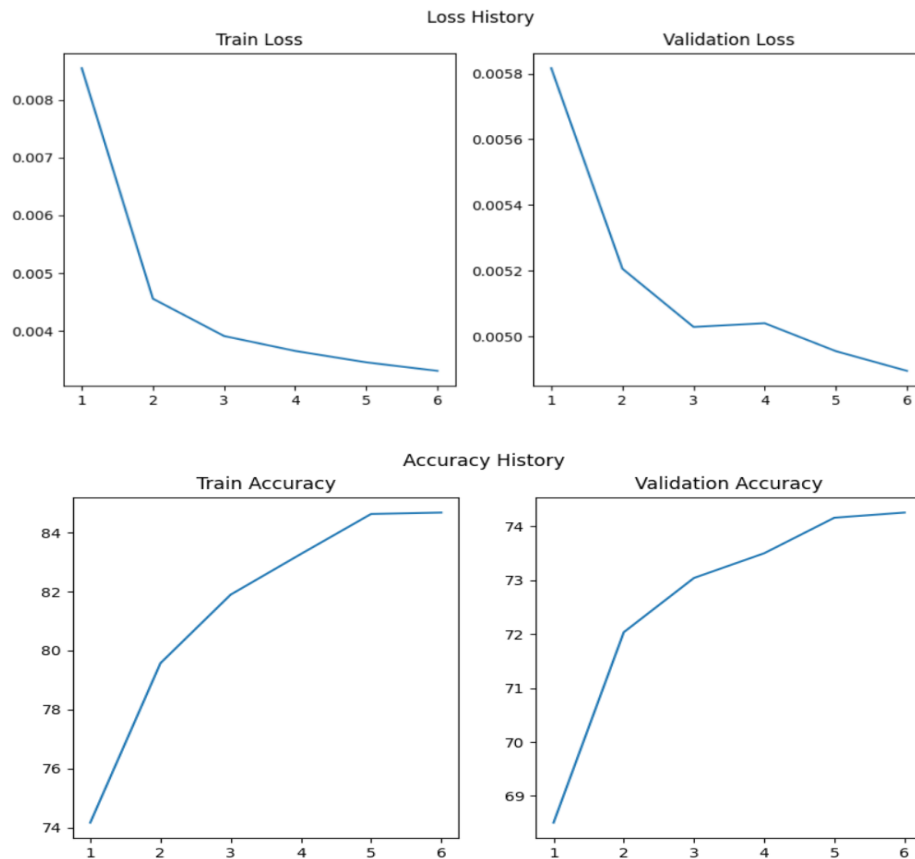 Loss History
Train Loss
Validation Loss
0.008
0.007
0.006
0.005
0.004
1 2 3 4 5 6
0.0058
0.0056
0.0054
0.0052
0.0050
1 2 3 4 5 6
Accuracy History
Train Accuracy
Validation Accuracy
84
82
80
78
76
74
1 2 3 4 5 6
74
73
72
71
70
69
1 2 3 4 5 6